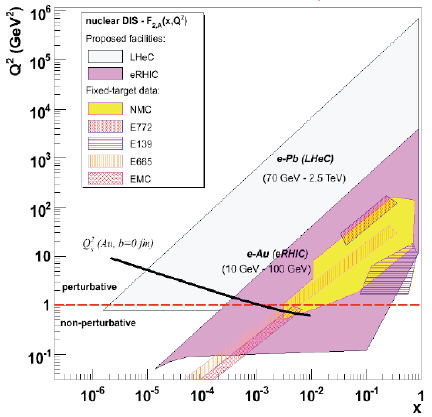 nuclear DIS - F2,A(x,Q²)
Proposed facilities:
LHeC
eRHIC
Fixed-target data:
NMC
E772
E139
E665
EMC
Q² (GeV²)
10⁶
10⁵
10⁴
10³
10²
10
1
10⁻¹
e-Pb (LHeC)
(70 GeV - 2.5 TeV)
Qs² (Au, b=0 fm)
e-Au (eRHIC)
(10 GeV - 100 GeV)
perturbative
non-perturbative
10⁻⁶ 10⁻⁵ 10⁻⁴ 10⁻³ 10⁻² 10⁻¹ 1
x